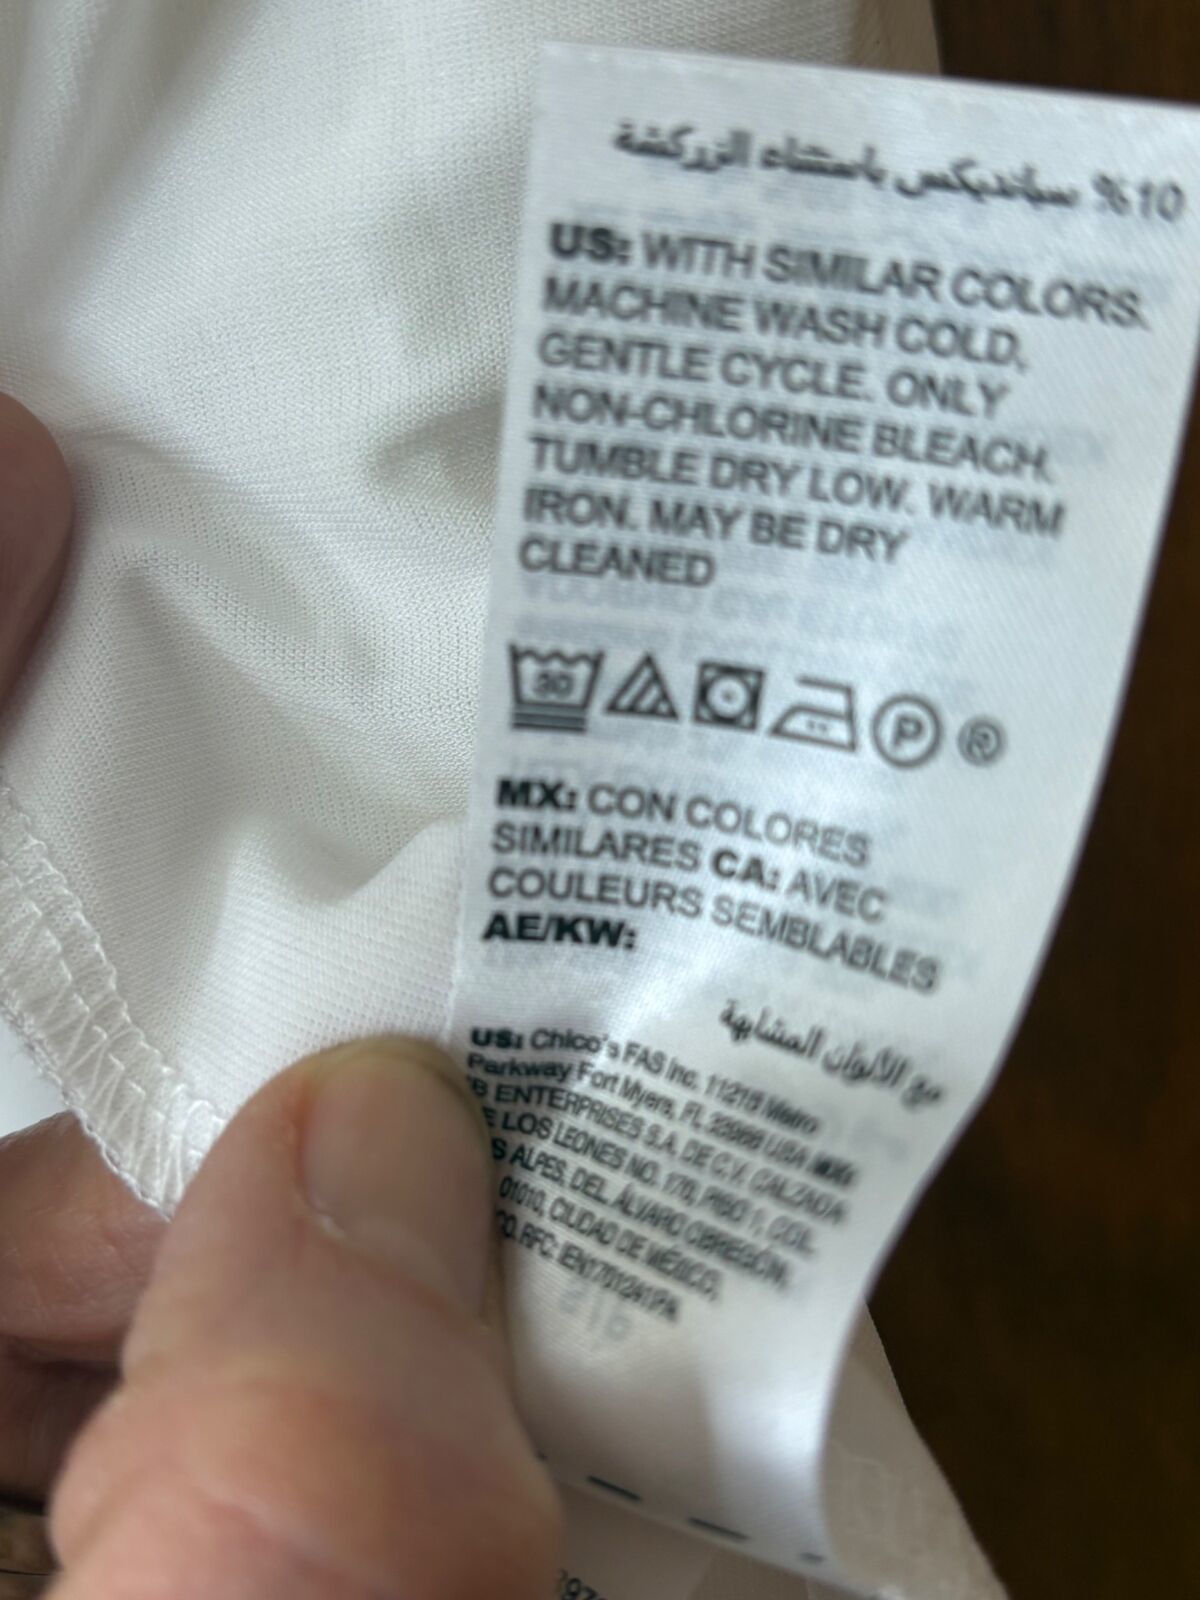 %10 سباندیکس باستثناء الزركشة
US: WITH SIMILAR COLORS.
MACHINE WASH COLD,
GENTLE CYCLE. ONLY
NON-CHLORINE BLEACH.
TUMBLE DRY LOW. WARM
IRON. MAY BE DRY
CLEANED
30
P ®
MX: CON COLORES
SIMILARES CA: AVEC
COULEURS SEMBLABLES
AE/KW:
مع الألوان المشابهة
US: Chico's FAS Inc. 11215 Metro
Parkway Fort Myers, FL 33966 USA MX:
B ENTERPRISES S.A. DE C.V. CALZADA
E LOS LEONES NO. 170, PISO 1, COL.
S ALPES, DEL. ÁLVARO OBREGÓN,
01010, CIUDAD DE MÉXICO,
RFC: